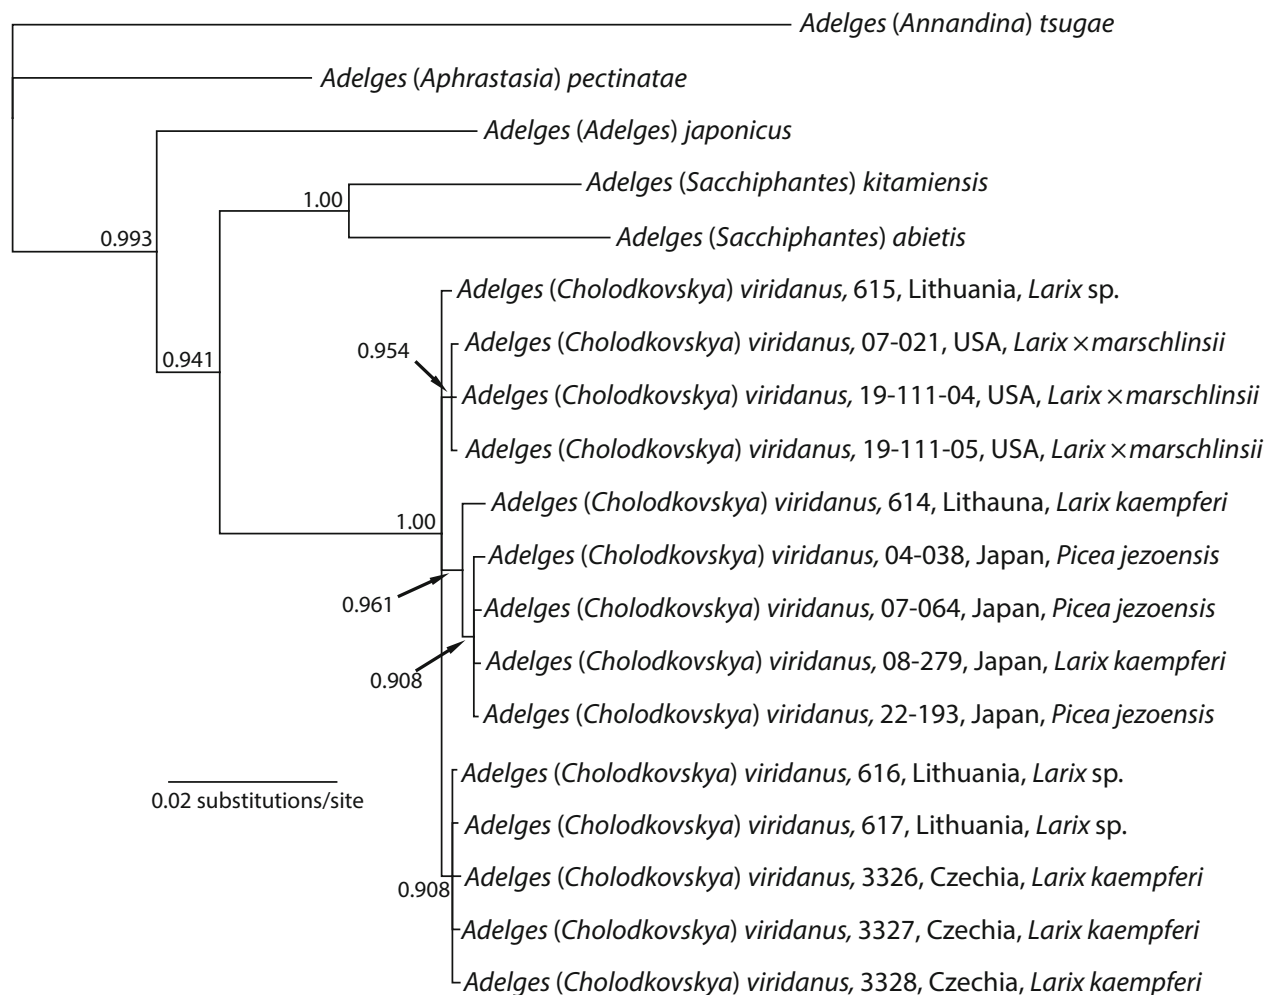 Adelges (Annandina) tsugae
Adelges (Aphrastasia) pectinatae
Adelges (Adelges) japonicus
Adelges (Sacchiphantes) kitamiensis
1.00
Adelges (Sacchiphantes) abietis
0.993
Adelges (Cholodkovskya) viridanus, 615, Lithuania, Larix sp.
Adelges (Cholodkovskya) viridanus, 07-021, USA, Larix ×marschlinsii
0.954
0.941
Adelges (Cholodkovskya) viridanus, 19-111-04, USA, Larix ×marschlinsii
Adelges (Cholodkovskya) viridanus, 19-111-05, USA, Larix ×marschlinsii
Adelges (Cholodkovskya) viridanus, 614, Lithauna, Larix kaempferi
1.00
Adelges (Cholodkovskya) viridanus, 04-038, Japan, Picea jezoensis
0.961
Adelges (Cholodkovskya) viridanus, 07-064, Japan, Picea jezoensis
Adelges (Cholodkovskya) viridanus, 08-279, Japan, Larix kaempferi
0.908
Adelges (Cholodkovskya) viridanus, 22-193, Japan, Picea jezoensis
Adelges (Cholodkovskya) viridanus, 616, Lithuania, Larix sp.
0.02 substitutions/site
Adelges (Cholodkovskya) viridanus, 617, Lithuania, Larix sp.
Adelges (Cholodkovskya) viridanus, 3326, Czechia, Larix kaempferi
0.908
Adelges (Cholodkovskya) viridanus, 3327, Czechia, Larix kaempferi
Adelges (Cholodkovskya) viridanus, 3328, Czechia, Larix kaempferi